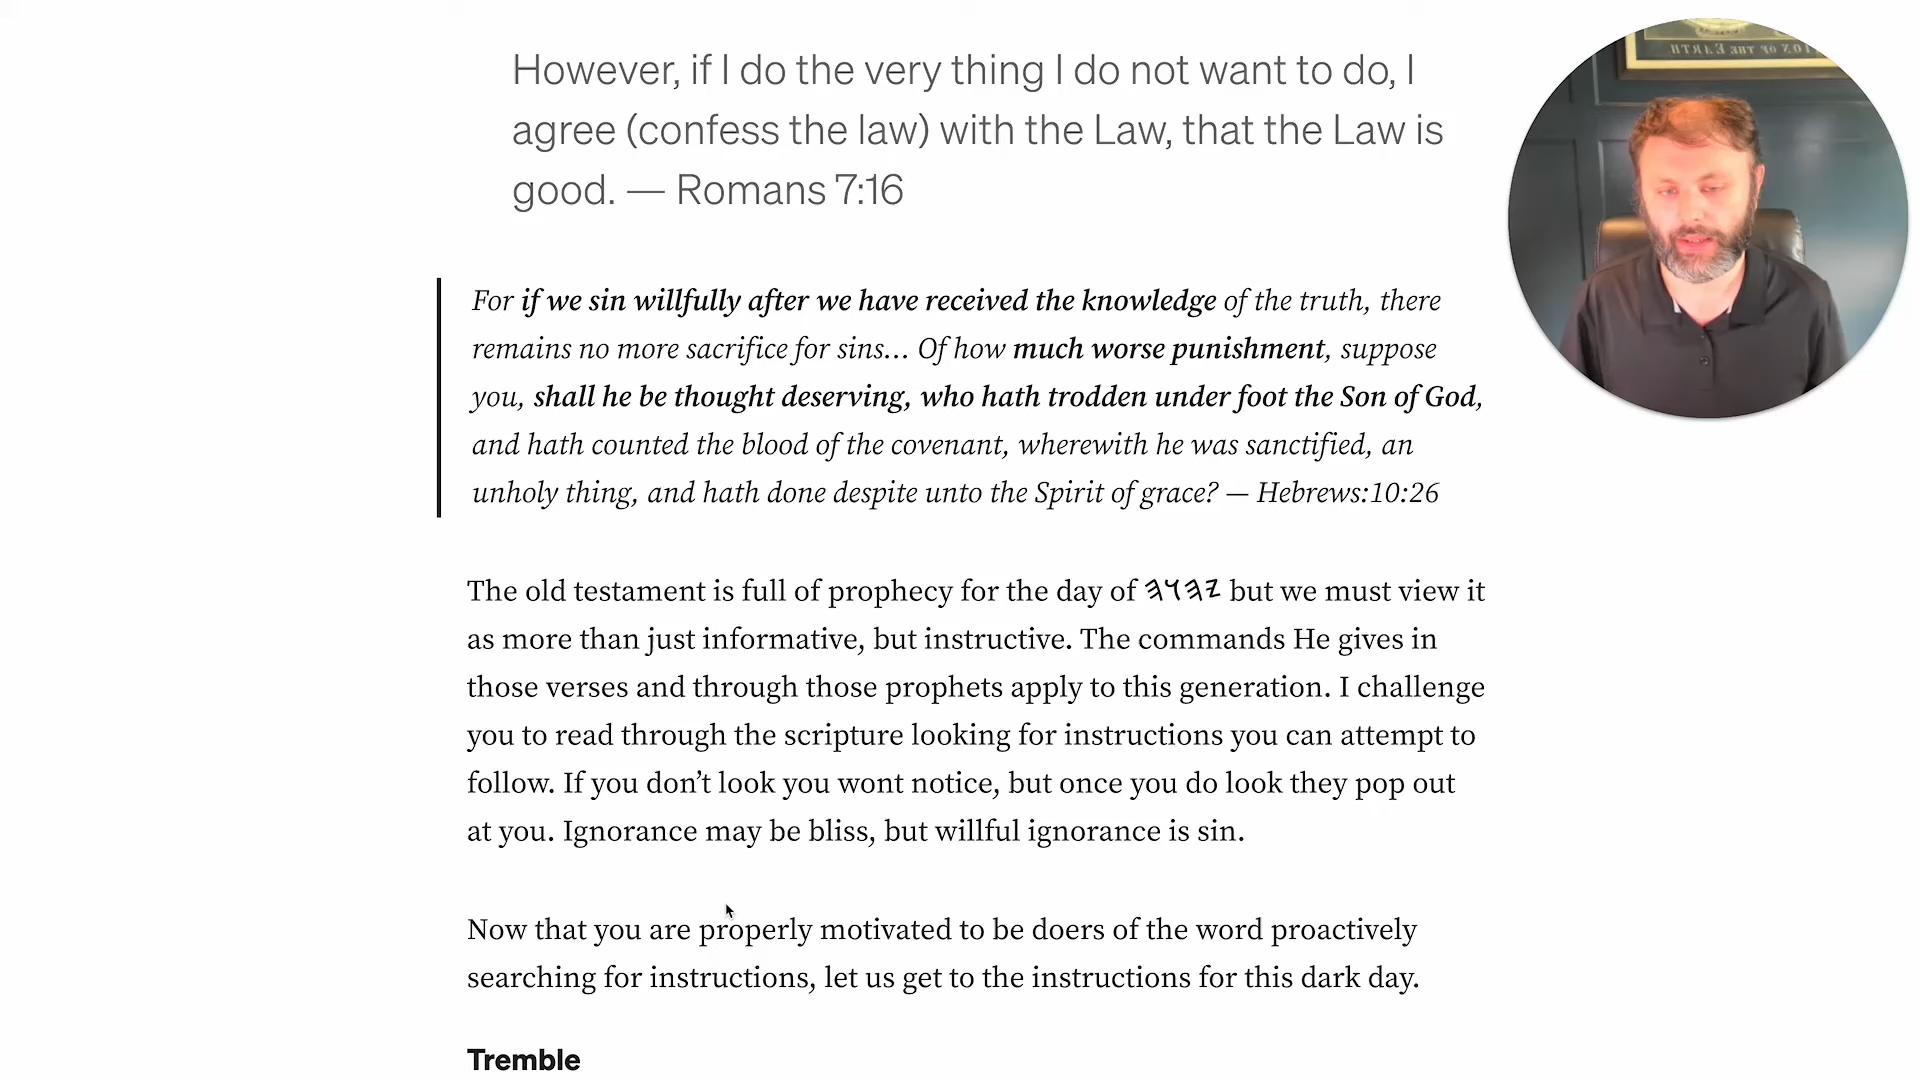 However, if I do the very thing I do not want to do, I
agree (confess the law) with the Law, that the Law is
good. — Romans 7:16
For if we sin willfully after we have received the knowledge of the truth, there
remains no more sacrifice for sins… Of how much worse punishment, suppose
you, shall he be thought deserving, who hath trodden under foot the Son of God,
and hath counted the blood of the covenant, wherewith he was sanctified, an
unholy thing, and hath done despite unto the Spirit of grace? — Hebrews:10:26
The old testament is full of prophecy for the day of 𐤉𐤄𐤅𐤄 but we must view it
as more than just informative, but instructive. The commands He gives in
those verses and through those prophets apply to this generation. I challenge
you to read through the scripture looking for instructions you can attempt to
follow. If you don’t look you wont notice, but once you do look they pop out
at you. Ignorance may be bliss, but willful ignorance is sin.
Now that you are properly motivated to be doers of the word proactively
searching for instructions, let us get to the instructions for this dark day.
Tremble